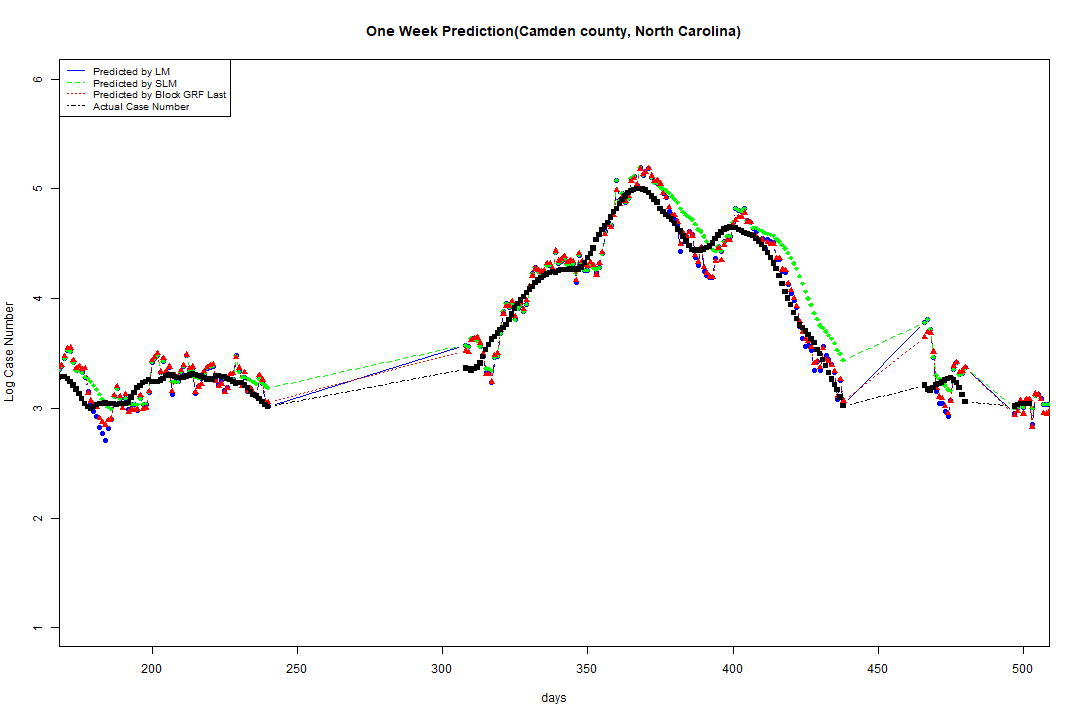 One Week Prediction(Camden county, North Carolina)
Predicted by LM
Predicted by SLM
Predicted by Block GRF Last
Actual Case Number
6
5
4
3
2
1
Log Case Number
200 250 300 350 400 450 500
days